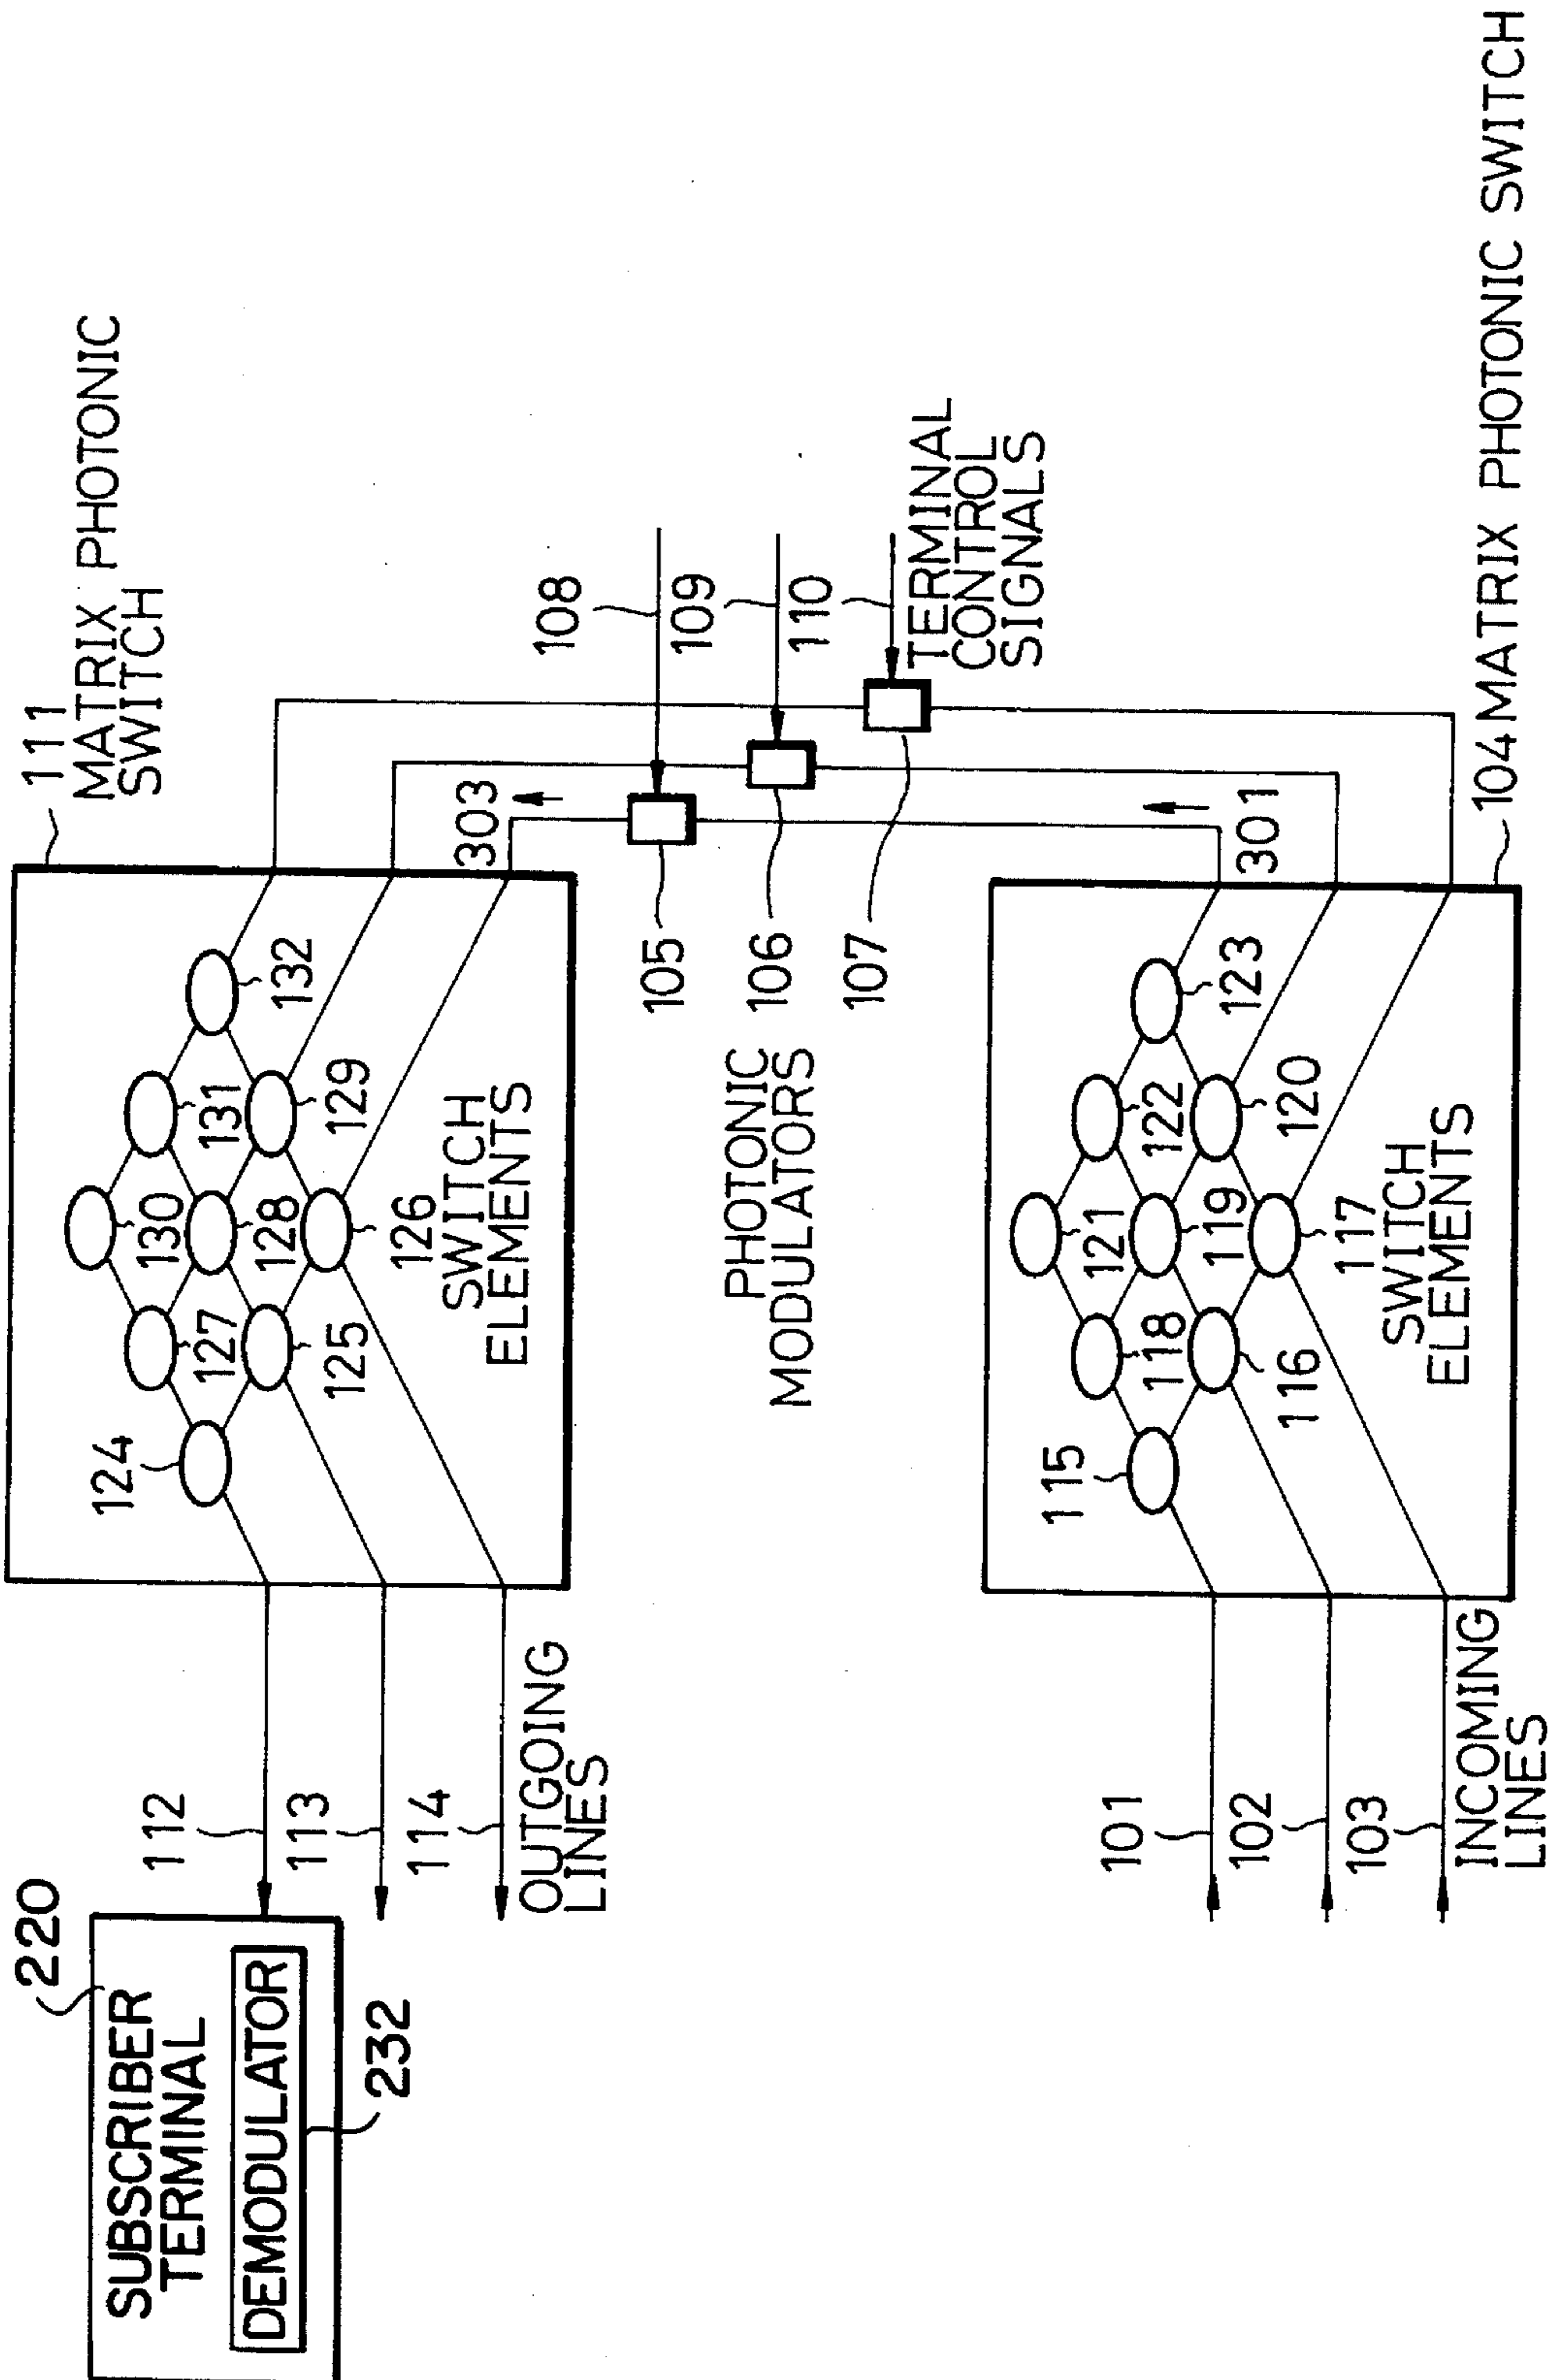 220
SUBSCRIBER
TERMINAL
DEMODULATOR
232
112
113
114
OUTGOING
LINES
111
MATRIX PHOTONIC
SWITCH
124
127
130
131
132
125
128
129
126
SWITCH
ELEMENTS
303
108
109
110
TERMINAL
CONTROL
SIGNALS
105
106
107
PHOTONIC
MODULATORS
301
101
102
103
INCOMING
LINES
115
118
121
122
123
116
119
120
117
SWITCH
ELEMENTS
104 MATRIX PHOTONIC SWITCH